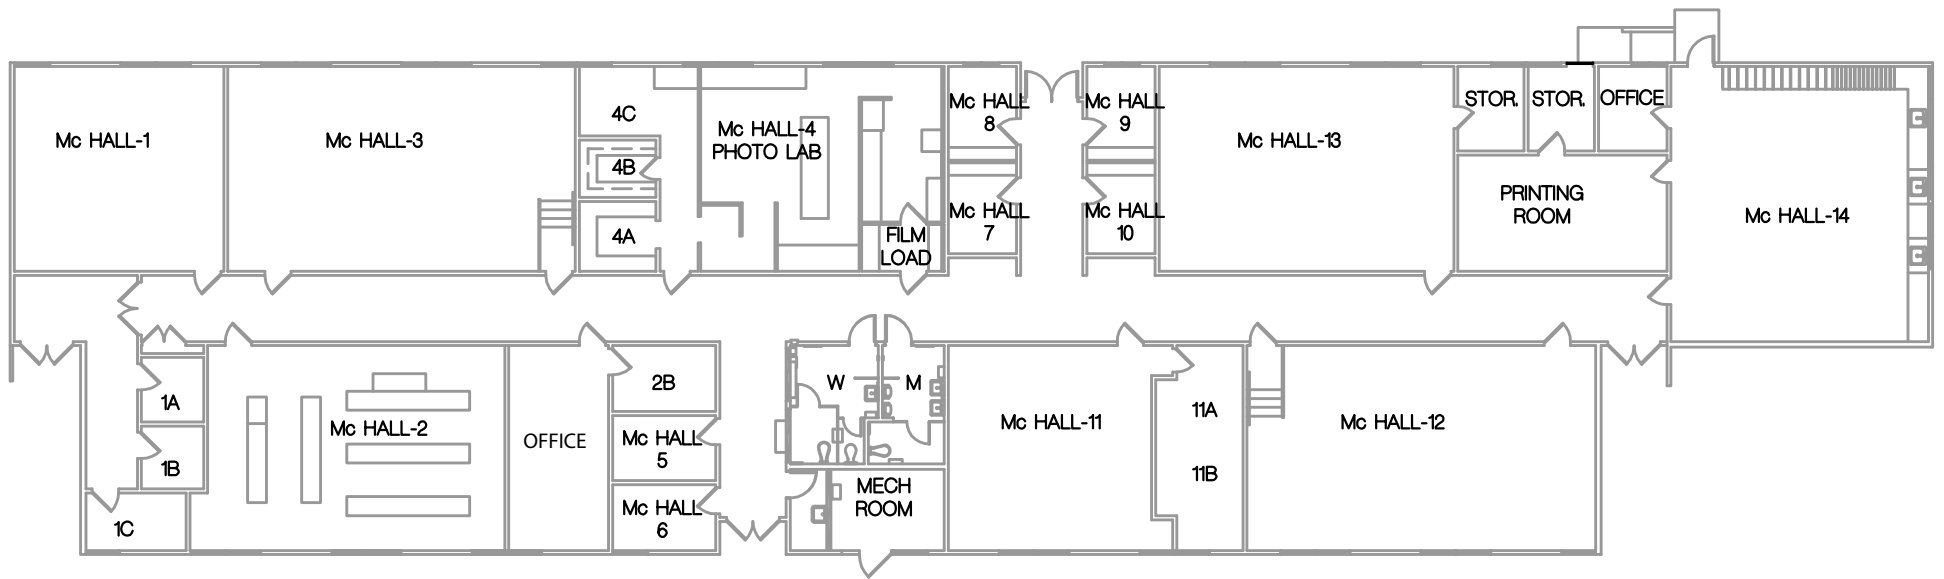 Mc HALL-1
Mc HALL-3
4C
4B
4A
Mc HALL-4
PHOTO LAB
FILM
LOAD
Mc HALL
8
Mc HALL
7
Mc HALL
9
Mc HALL
10
Mc HALL-13
STOR.
STOR.
OFFICE
PRINTING
ROOM
Mc HALL-14
1A
1B
1C
Mc HALL-2
OFFICE
2B
Mc HALL
5
Mc HALL
6
W
M
MECH
ROOM
Mc HALL-11
11A
11B
Mc HALL-12